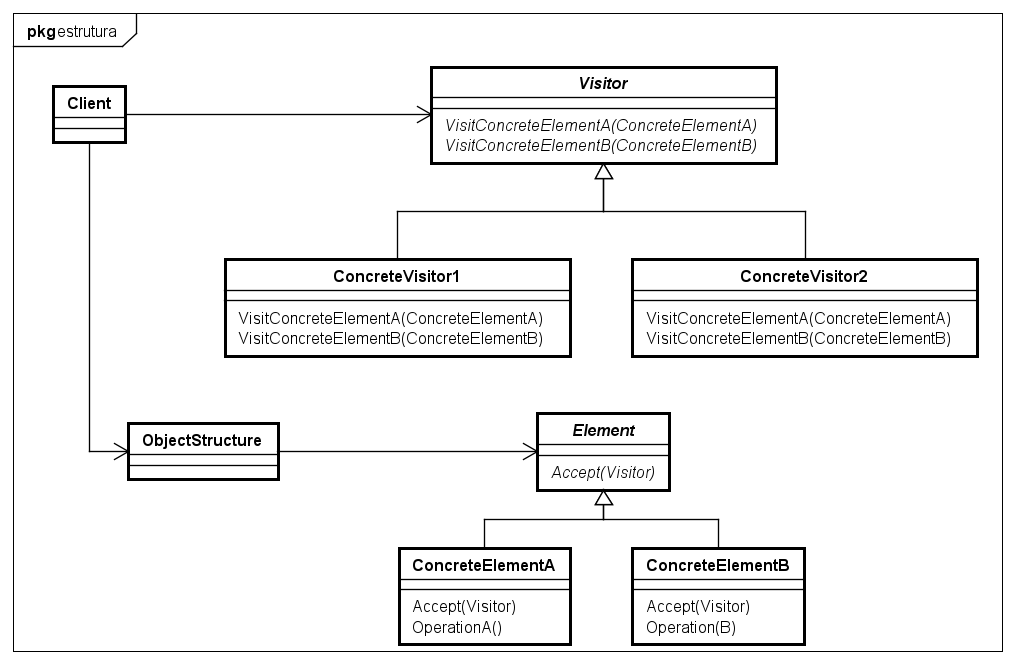 pkg estrutura
Client
Visitor
VisitConcreteElementA(ConcreteElementA)
VisitConcreteElementB(ConcreteElementB)
ConcreteVisitor1
VisitConcreteElementA(ConcreteElementA)
VisitConcreteElementB(ConcreteElementB)
ConcreteVisitor2
VisitConcreteElementA(ConcreteElementA)
VisitConcreteElementB(ConcreteElementB)
ObjectStructure
Element
Accept(Visitor)
ConcreteElementA
Accept(Visitor)
OperationA()
ConcreteElementB
Accept(Visitor)
Operation(B)